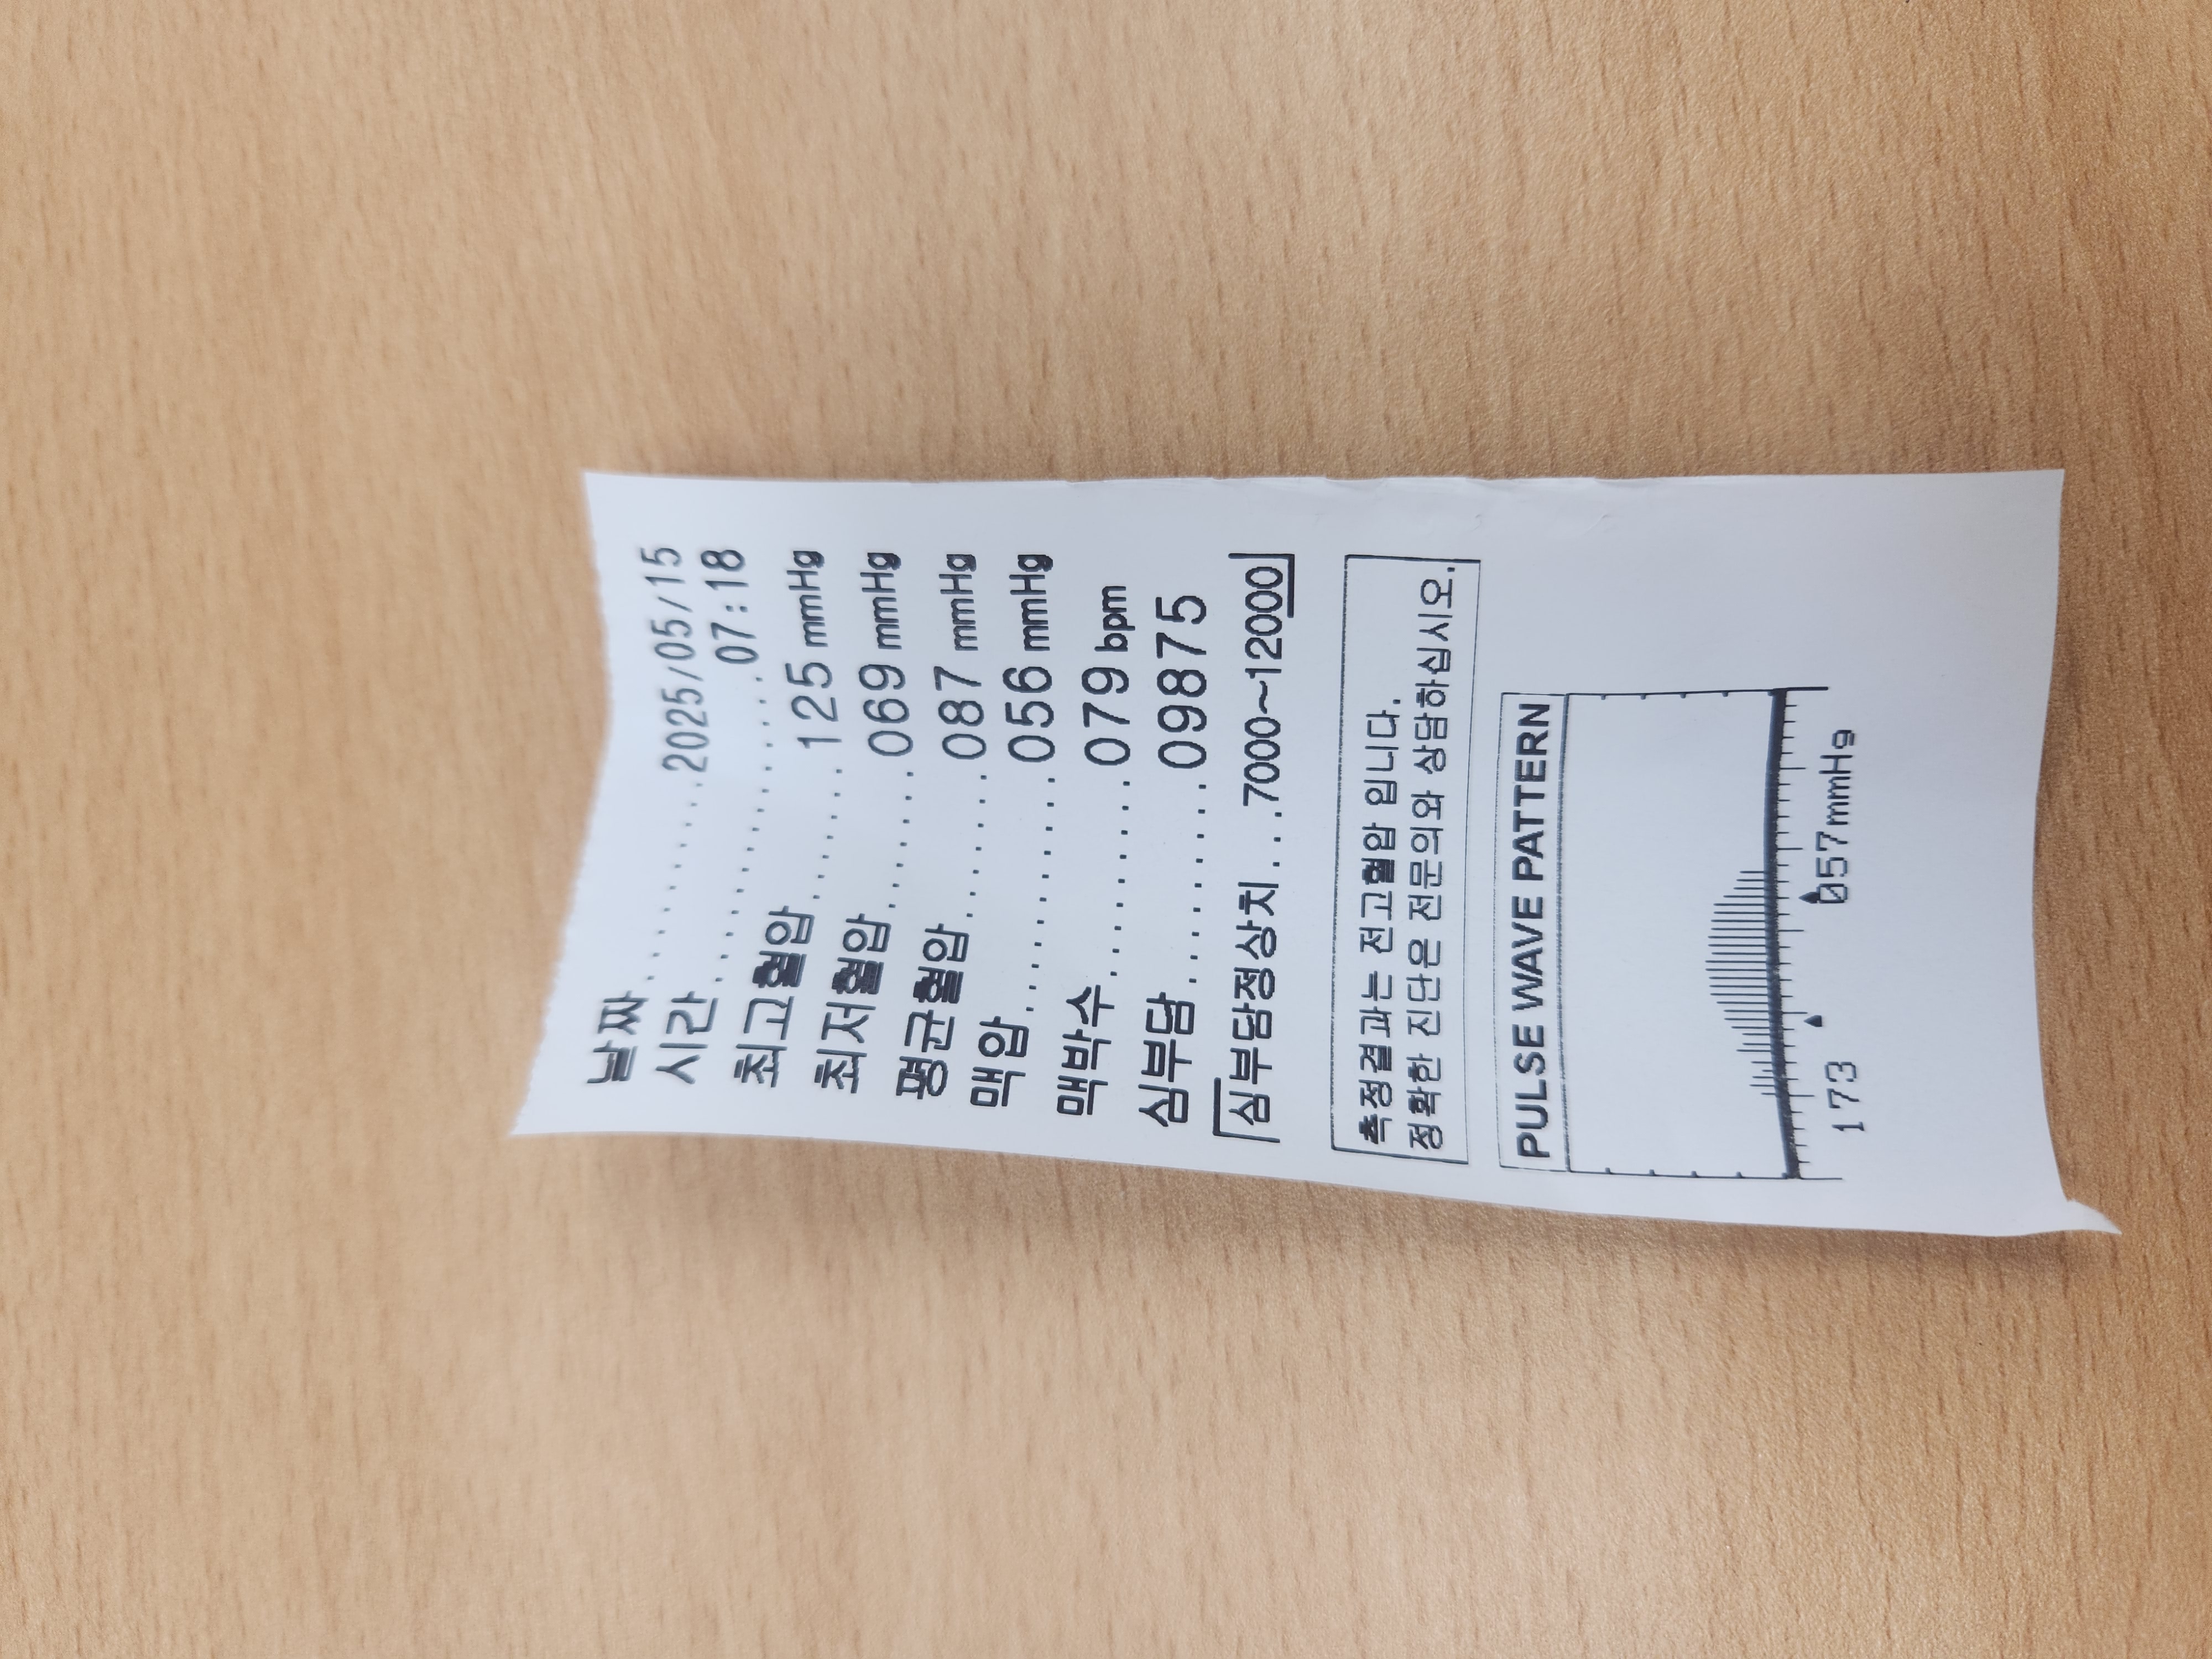 날짜..........2025/05/15
시간................07:18
최고혈압........125 mmHg
최저혈압........069 mmHg
평균혈압........087 mmHg
맥압............056 mmHg
맥박수..........079 bpm
심부담..........09875
심부담정상치...7000~12000
측정결과는 전고혈압 입니다.
정확한 진단은 전문의와 상담하십시오.
PULSE WAVE PATTERN
173 057mmHg